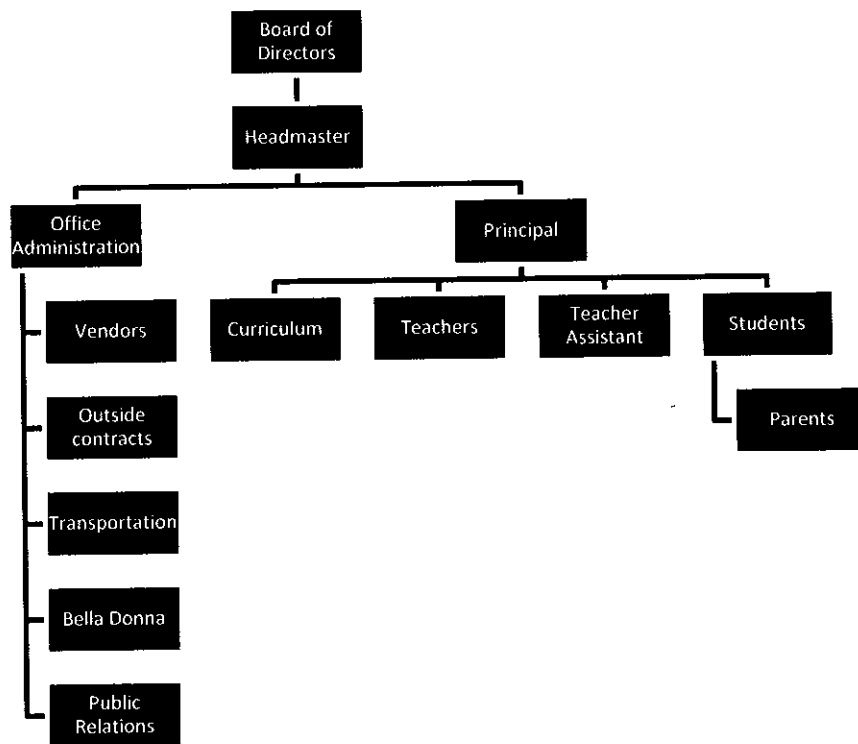 Board of
Directors
Headmaster
Office
Administration
Principal
Vendors
Curriculum
Teachers
Teacher
Assistant
Students
Outside
contracts
Parents
Transportation
Bella Donna
Public
Relations